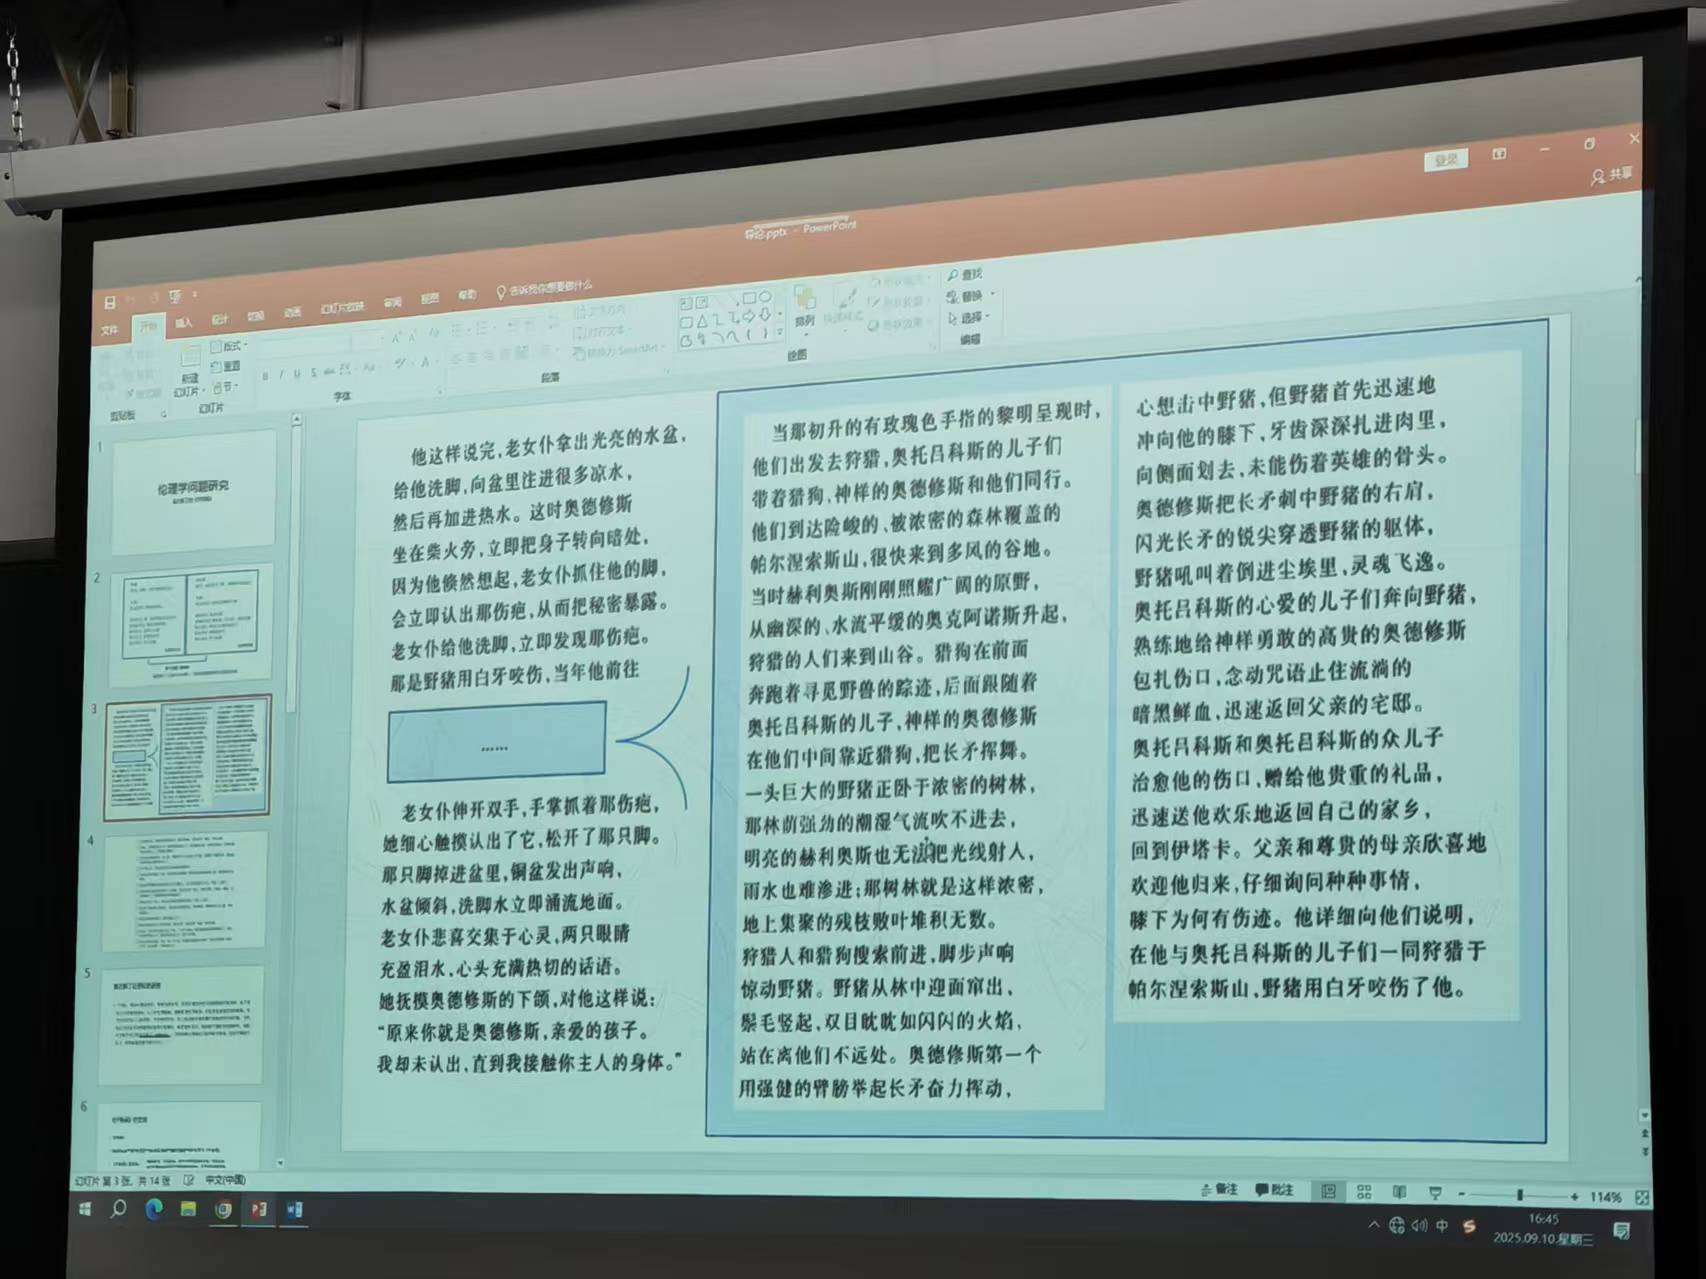 登录
共享
导论.pptx - PowerPoint
文件
开始
插入
设计
切换
动画
幻灯片放映
审阅
视图
帮助
告诉我你想要做什么
新建
幻灯片
版式
重置
节
剪贴板
幻灯片
字体
段落
排列
快速样式
绘图
查找
替换
选择
编辑
1
伦理学问题研究
2
3
4
5
6
他这样说完,老女仆拿出光亮的水盆,
给他洗脚,向盆里注进很多凉水,
然后再加进热水。这时奥德修斯
坐在柴火旁,立即把身子转向暗处,
因为他倏然想起,老女仆抓住他的脚,
会立即认出那伤疤,从而把秘密暴露。
老女仆给他洗脚,立即发现那伤疤。
那是野猪用白牙咬伤,当年他前往
……
老女仆伸开双手,手掌抓着那伤疤,
她细心触摸认出了它,松开了那只脚。
那只脚掉进盆里,铜盆发出声响,
水盆倾斜,洗脚水立即涌流地面。
老女仆悲喜交集于心灵,两只眼睛
充盈泪水,心头充满热切的话语。
她抚摸奥德修斯的下颌,对他这样说:
“原来你就是奥德修斯,亲爱的孩子。
我却未认出,直到我接触你主人的身体。”
当那初升的有玫瑰色手指的黎明呈现时,
他们出发去狩猎,奥托吕科斯的儿子们
带着猎狗、神样的奥德修斯和他们同行。
他们到达险峻的、被浓密的森林覆盖的
帕尔涅索斯山,很快来到多风的谷地。
当时赫利奥斯刚刚照耀广阔的原野,
从幽深的、水流平缓的奥克阿诺斯升起,
狩猎的人们来到山谷。猎狗在前面
奔跑着寻觅野兽的踪迹,后面跟随着
奥托吕科斯的儿子,神样的奥德修斯
在他们中间靠近猎狗,把长矛挥舞。
一头巨大的野猪正卧于浓密的树林,
那林荫强劲的潮湿气流吹不进去,
明亮的赫利奥斯也无法把光线射入,
雨水也难渗进;那树林就是这样浓密,
地上集聚的残枝败叶堆积无数。
狩猎人和猎狗搜索前进,脚步声响
惊动野猪。野猪从林中迎面窜出,
鬃毛竖起,双目眈眈如闪闪的火焰,
站在离他们不远处。奥德修斯第一个
用强健的臂膀举起长矛奋力挥动,
心想击中野猪,但野猪首先迅速地
冲向他的膝下,牙齿深深扎进肉里,
向侧面划去,未能伤着英雄的骨头。
奥德修斯把长矛刺中野猪的右肩,
闪光长矛的锐尖穿透野猪的躯体,
野猪吼叫着倒进尘埃里,灵魂飞逸。
奥托吕科斯的心爱的儿子们奔向野猪,
熟练地给神样勇敢的高贵的奥德修斯
包扎伤口,念动咒语止住流淌的
暗黑鲜血,迅速返回父亲的宅邸。
奥托吕科斯和奥托吕科斯的众儿子
治愈他的伤口,赠给他贵重的礼品,
迅速送他欢乐地返回自己的家乡,
回到伊塔卡。父亲和尊贵的母亲欣喜地
欢迎他归来,仔细询问种种事情,
膝下为何有伤迹。他详细向他们说明,
在他与奥托吕科斯的儿子们一同狩猎于
帕尔涅索斯山,野猪用白牙咬伤了他。
幻灯片 第 3 张, 共 14 张
中文(中国)
备注
批注
114%
中
16:45
2025.09.10 星期三